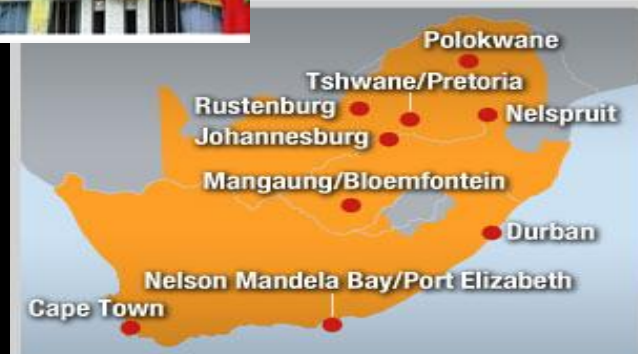 Polokwane
Tshwane/Pretoria
Rustenburg
Nelspruit
Johannesburg
Mangaung/Bloemfontein
Durban
Nelson Mandela Bay/Port Elizabeth
Cape Town